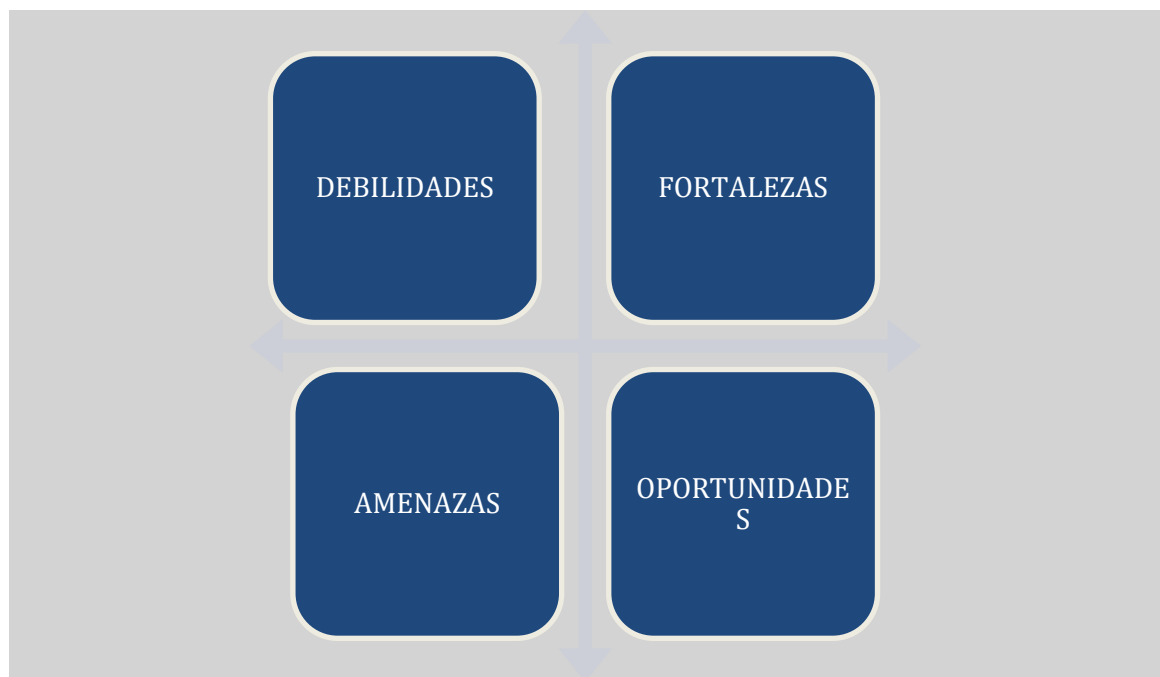 DEBILIDADES
FORTALEZAS
AMENAZAS
OPORTUNIDADE
S